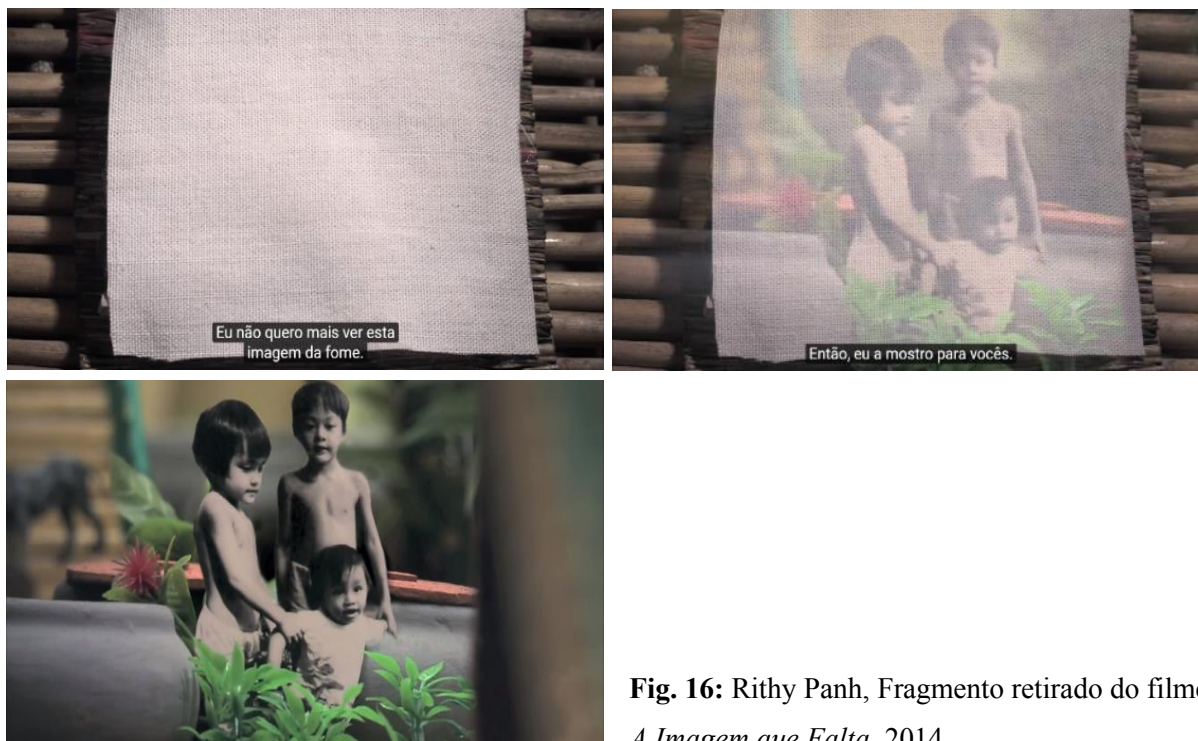 Eu não quero mais ver esta
imagem da fome.
Então, eu a mostro para vocês.
Fig. 16: Rithy Panh, Fragmento retirado do filme
A Imagem que Falta, 2014